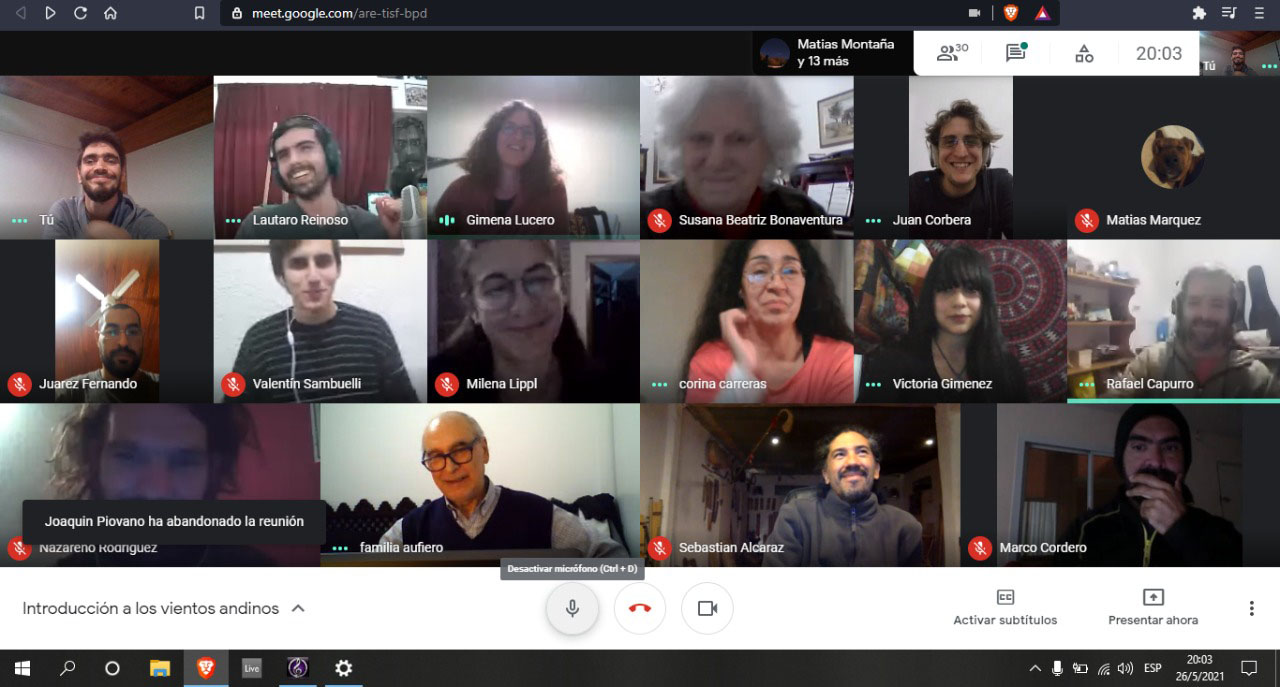 meet.google.com/are-tisf-bpd
Matias Montaña
y 13 más
30
20:03
Tú
Tú
Lautaro Reinoso
Gimena Lucero
Susana Beatriz Bonaventura
Juan Corbera
Matias Marquez
Juarez Fernando
Valentín Sambuelli
Milena Lippl
corina carreras
Victoria Gimenez
Rafael Capurro
Joaquin Piovano ha abandonado la reunión
Nazareno Rodriguez
familia aufiero
Sebastian Alcaraz
Marco Cordero
Desactivar micrófono (Ctrl + D)
Introducción a los vientos andinos
CC
Activar subtítulos
Presentar ahora
Live
ESP
20:03
26/5/2021